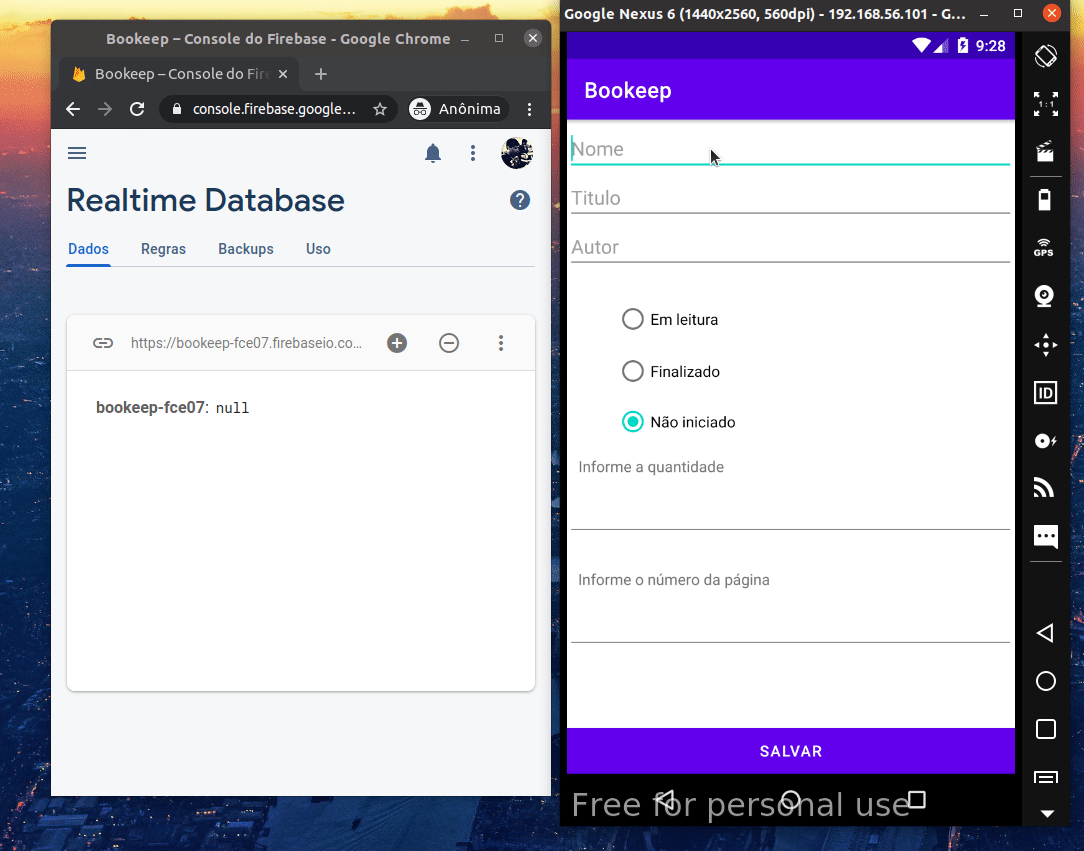 Bookeep – Console do Firebase - Google Chrome
Bookeep – Console do Fire
console.firebase.google...
Anônima
Realtime Database
Dados
Regras
Backups
Uso
https://bookeep-fce07.firebaseio.co...
bookeep-fce07: null
Google Nexus 6 (1440x2560, 560dpi) - 192.168.56.101 - G...
9:28
Bookeep
Nome
Titulo
Autor
Em leitura
Finalizado
Não iniciado
Informe a quantidade
Informe o número da página
SALVAR
Free for personal use
1:1
GPS
ID